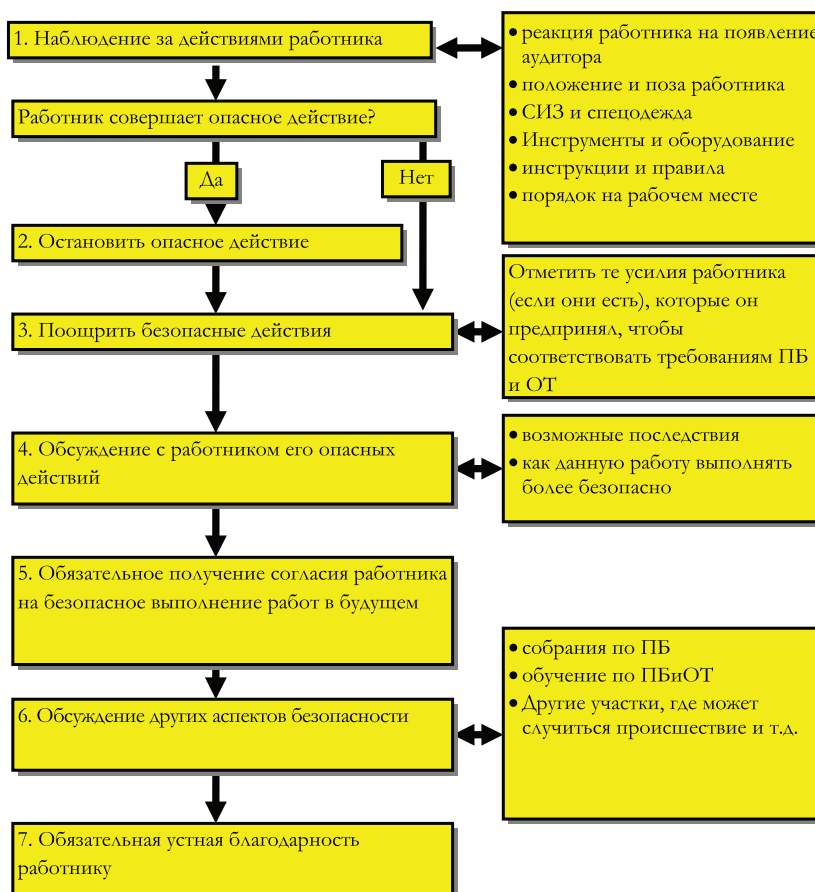 1. Наблюдение за действиями работника
• реакция работника на появление
аудитора
• положение и поза работника
• СИЗ и спецодежда
• Инструменты и оборудование
• инструкции и правила
• порядок на рабочем месте
Работник совершает опасное действие?
Да
Нет
2. Остановить опасное действие
3. Поощрить безопасные действия
Отметить те усилия работника
(если они есть), которые он
предпринял, чтобы
соответствовать требованиям ПБ
и ОТ
4. Обсуждение с работником его опасных
действий
• возможные последствия
• как данную работу выполнять
более безопасно
5. Обязательное получение согласия работника
на безопасное выполнение работ в будущем
6. Обсуждение других аспектов безопасности
• собрания по ПБ
• обучение по ПБиОТ
• Другие участки, где может
случиться происшествие и т.д.
7. Обязательная устная благодарность
работнику